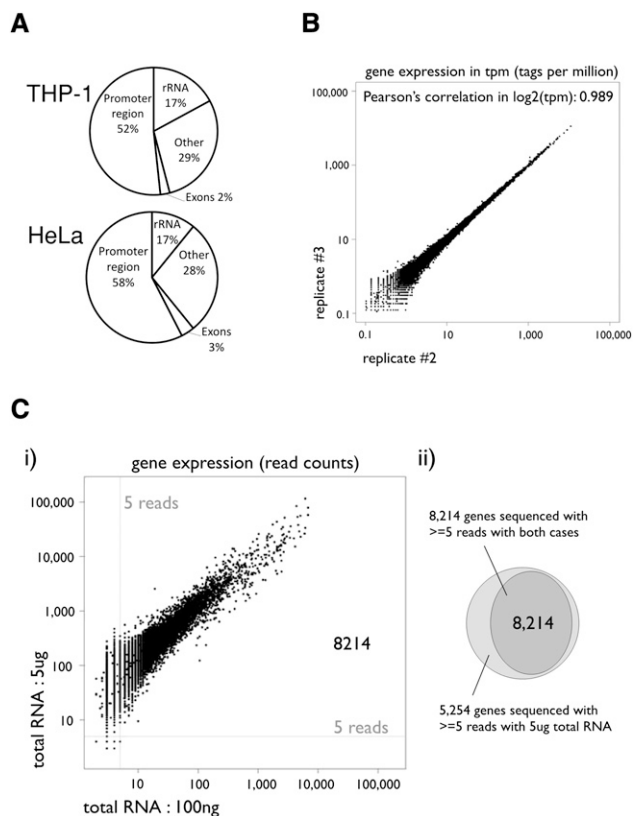 A
THP-1
Promoter
region
52%
rRNA
17%
Other
29%
Exons 2%
HeLa
Promoter
region
58%
rRNA
17%
Other
28%
Exons
3%
B
gene expression in tpm (tags per million)
Pearson's correlation in log2(tpm): 0.989
100,000
1,000
10
0.1
replicate #3
0.1
10
1,000
100,000
replicate #2
C
i)
gene expression (read counts)
5 reads
100,000
10,000
1,000
100
10
total RNA : 5ug
8214
5 reads
10
100
1,000
10,000
100,000
total RNA : 100ng
ii)
8,214 genes sequenced with
>=5 reads with both cases
8,214
5,254 genes sequenced with
>=5 reads with 5ug total RNA